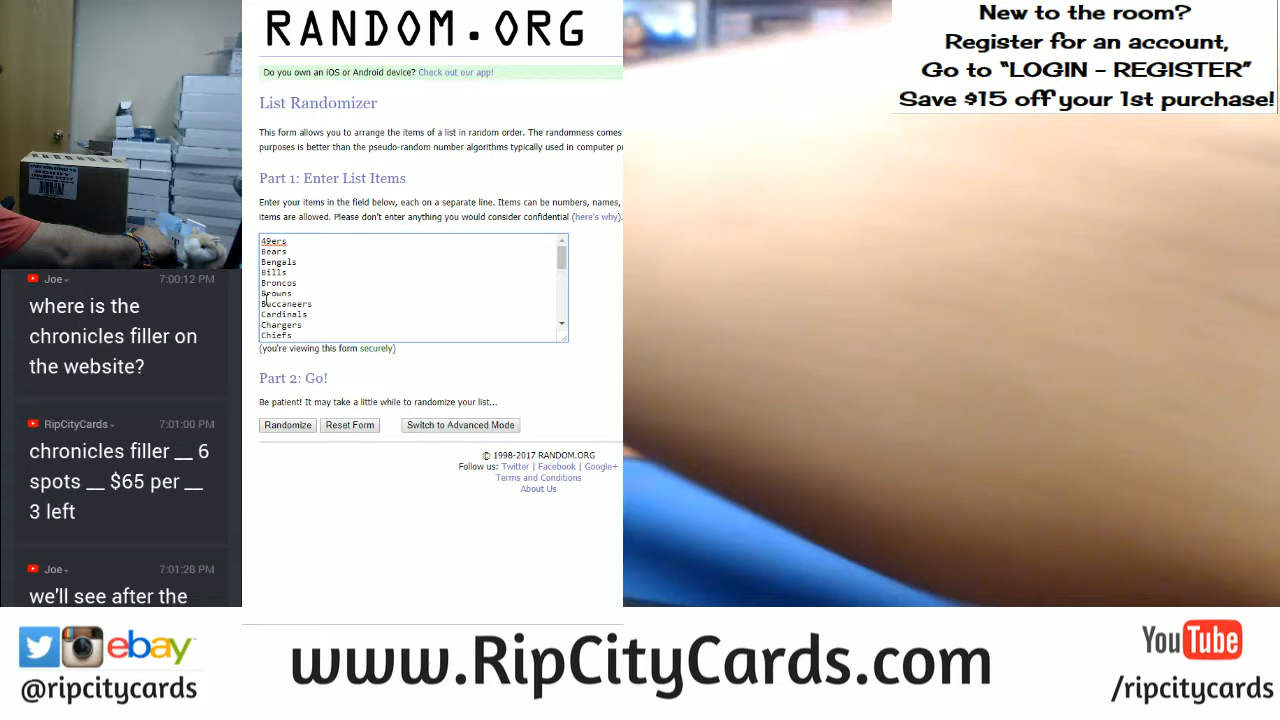 RANDOM.ORG
Do you own an iOS or Android device? Check out our app!
List Randomizer
This form allows you to arrange the items of a list in random order. The randomness comes
purposes is better than the pseudo-random number algorithms typically used in computer p
Part 1: Enter List Items
Enter your items in the field below, each on a separate line. Items can be numbers, names,
items are allowed. Please don't enter anything you would consider confidential (here's why).
49ers
Bears
Bengals
Bills
Broncos
Browns
Buccaneers
Cardinals
Chargers
Chiefs
(you're viewing this form securely)
Part 2: Go!
Be patient! It may take a little while to randomize your list...
Randomize Reset Form Switch to Advanced Mode
© 1998-2017 RANDOM.ORG
Follow us: Twitter | Facebook | Google+
Terms and Conditions
About Us
New to the room?
Register for an account,
Go to "LOGIN - REGISTER"
Save $15 off your 1st purchase!
Joe 7:00:12 PM
where is the
chronicles filler on
the website?
RipCityCards 7:01:00 PM
chronicles filler __ 6
spots __ $65 per __
3 left
Joe 7:01:28 PM
we'll see after the
ebay
@ripcitycards
www.RipCityCards.com
YouTube
/ripcitycards